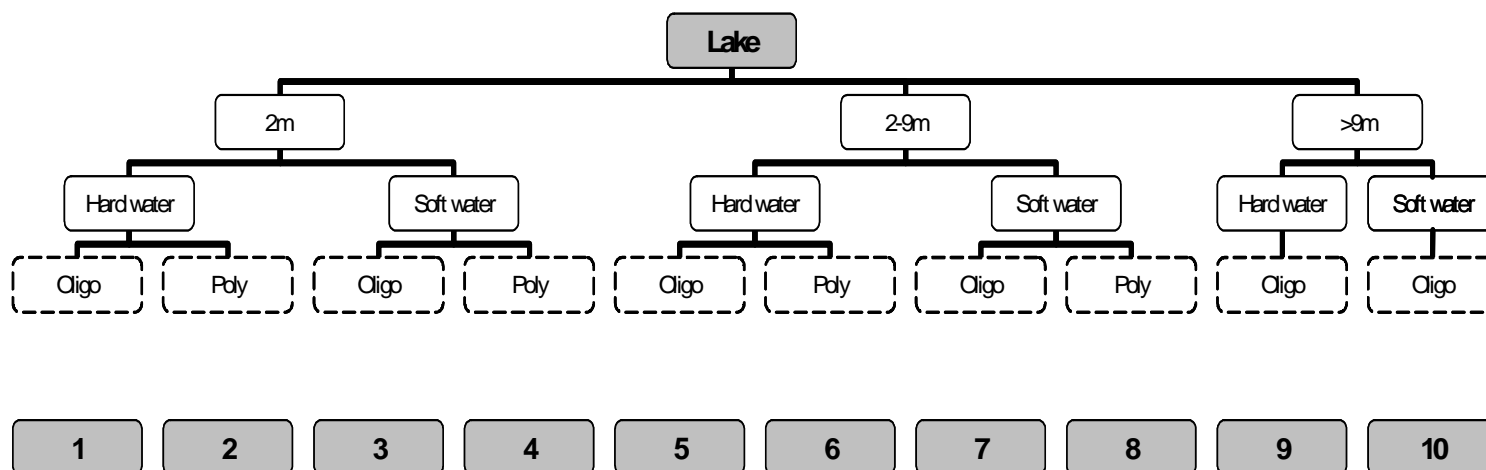 Lake
2m
2-9m
>9m
Hard water
Soft water
Hard water
Soft water
Hard water
Soft water
Oligo
Poly
Oligo
Poly
Oligo
Poly
Oligo
Poly
Oligo
Oligo
1
2
3
4
5
6
7
8
9
10